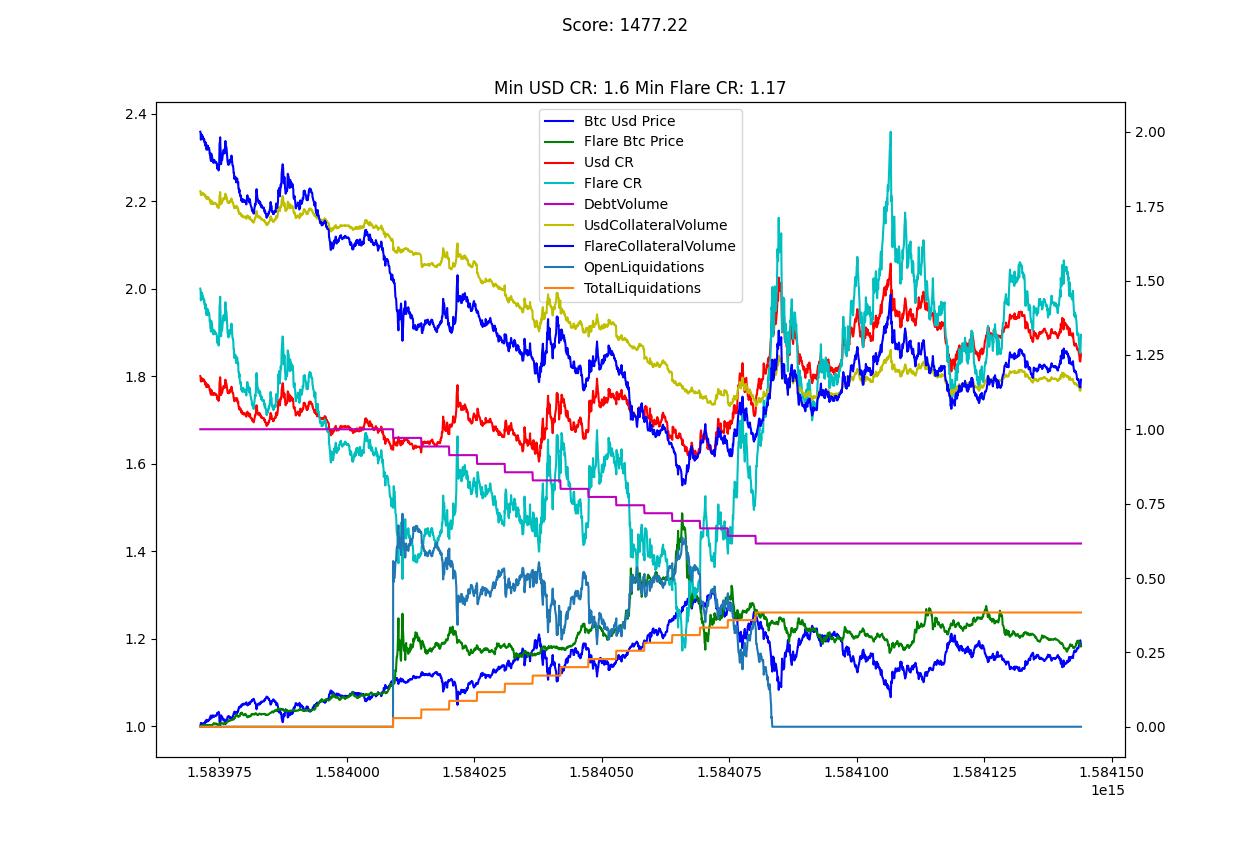 Score: 1477.22
Min USD CR: 1.6 Min Flare CR: 1.17
Btc Usd Price
Flare Btc Price
Usd CR
Flare CR
DebtVolume
UsdCollateralVolume
FlareCollateralVolume
OpenLiquidations
TotalLiquidations
2.4
2.2
2.0
1.8
1.6
1.4
1.2
1.0
2.00
1.75
1.50
1.25
1.00
0.75
0.50
0.25
0.00
1.583975 1.584000 1.584025 1.584050 1.584075 1.584100 1.584125 1.584150
1e15